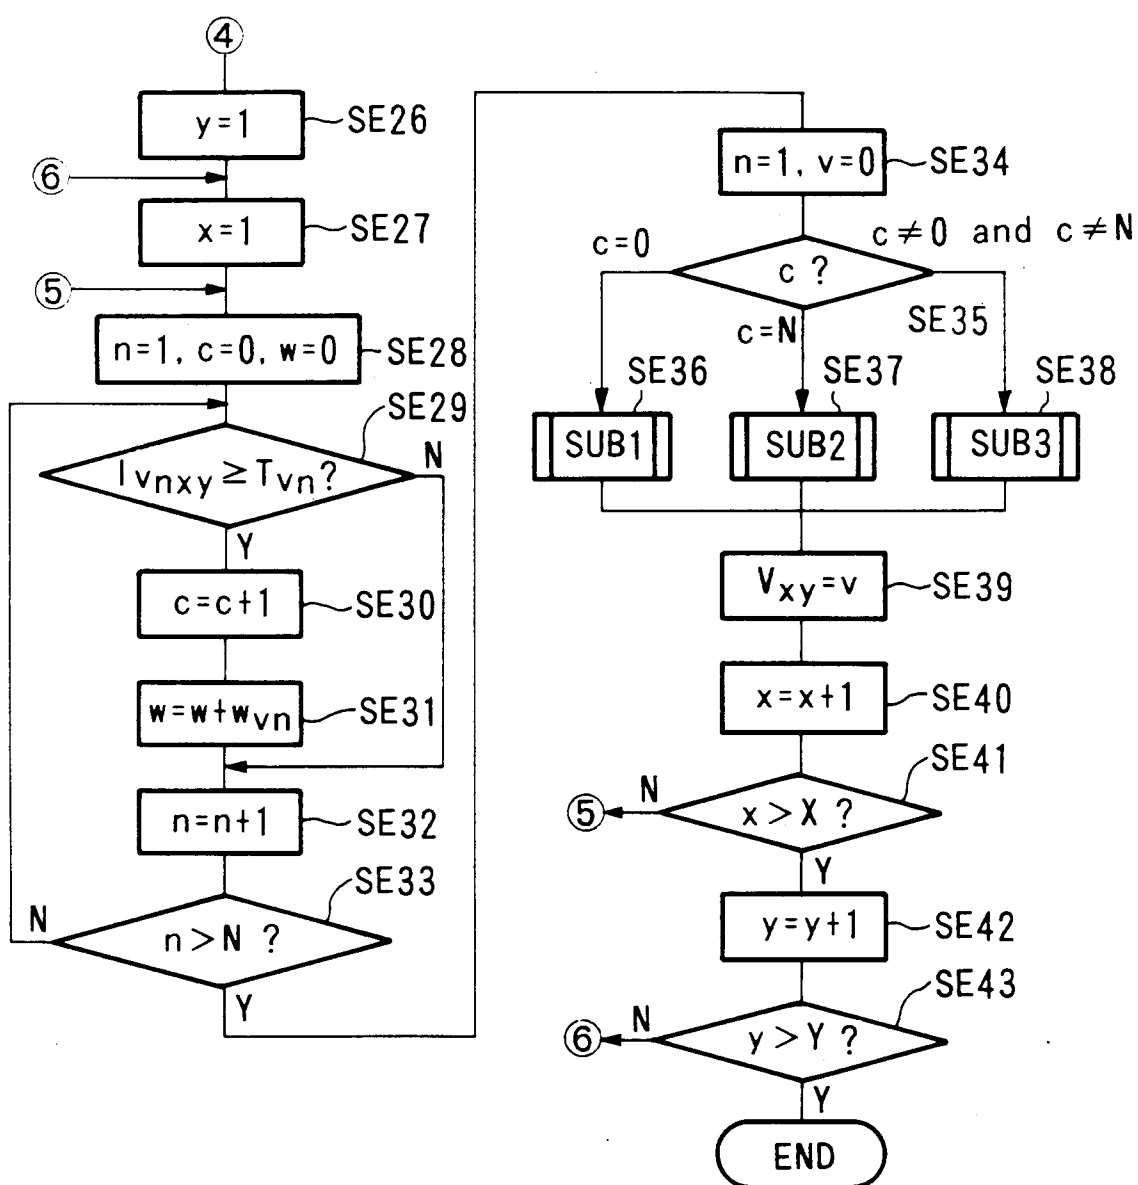 ④
y=1 SE26
⑥
x=1 SE27
⑤
n=1, c=0, w=0 SE28
SE29
Ivnxy ≥ Tvn?
N
Y
c=c+1 SE30
w=w+wvn SE31
n=n+1 SE32
SE33
n>N ?
N
Y
n=1, v=0 SE34
c=0
c≠0 and c≠N
c ?
SE35
c=N
SE36
SE37
SE38
SUB1
SUB2
SUB3
Vxy=v SE39
x=x+1 SE40
SE41
x>X ?
N
⑤
Y
y=y+1 SE42
SE43
y>Y ?
N
⑥
Y
END